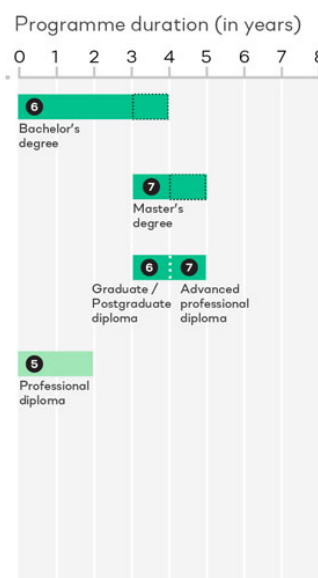 Programme duration (in years)
0 1 2 3 4 5 6 7 8
6
Bachelor's
degree
7
Master's
degree
6 7
Graduate / Advanced
Postgraduate professional
diploma diploma
5
Professional
diploma